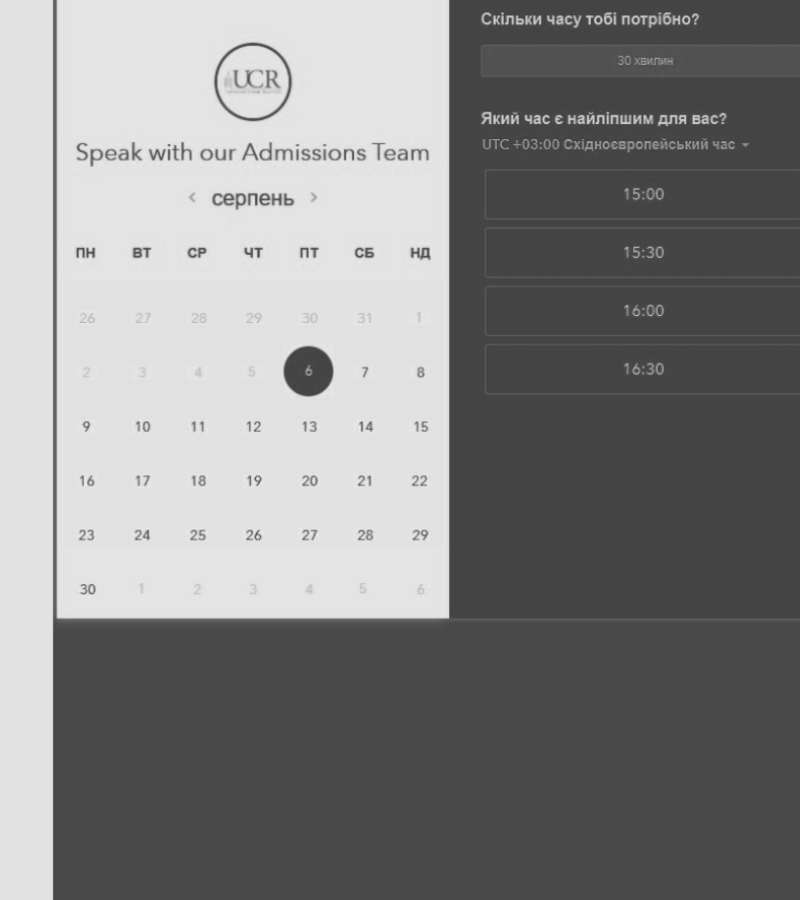 UCR
Speak with our Admissions Team
серпень
ПН ВТ СР ЧТ ПТ СБ НД
26 27 28 29 30 31 1
2 3 4 5 6 7 8
9 10 11 12 13 14 15
16 17 18 19 20 21 22
23 24 25 26 27 28 29
30 1 2 3 4 5 6
Скільки часу тобі потрібно?
30 хвилин
Який час є найліпшим для вас?
UTC +03:00 Східноєвропейський час
15:00
15:30
16:00
16:30